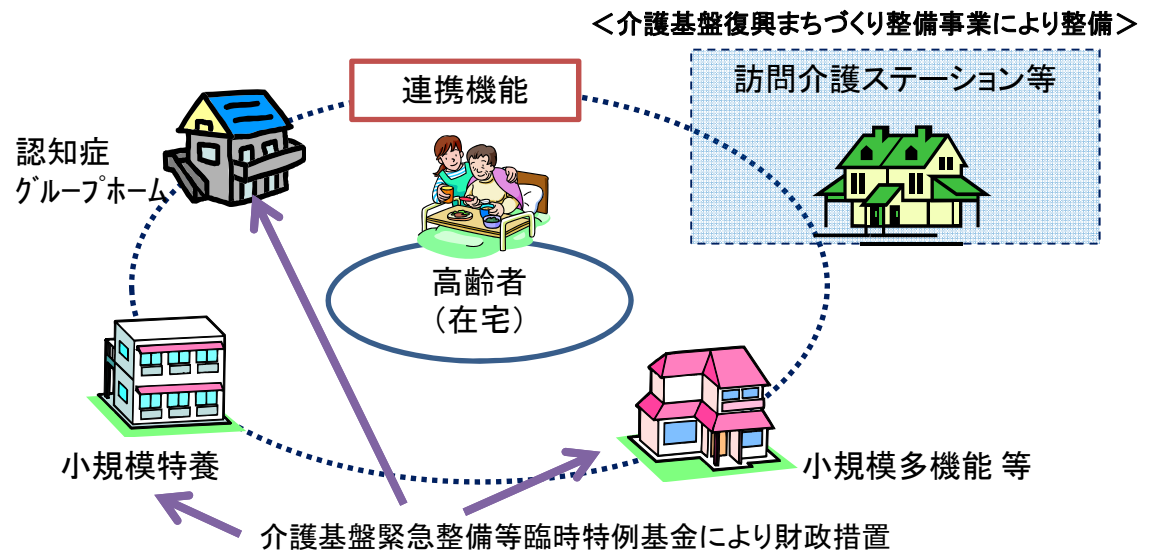 ＜介護基盤復興まちづくり整備事業により整備＞
連携機能
訪問介護ステーション等
認知症
グループホーム
高齢者
（在宅）
小規模特養
小規模多機能 等
介護基盤緊急整備等臨時特例基金により財政措置